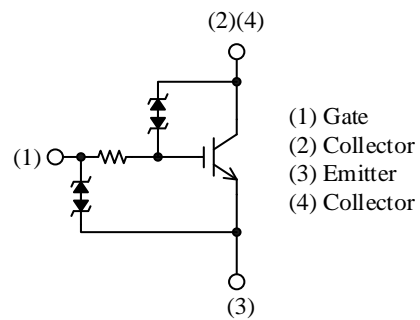 (2)(4)
(1) Gate
(2) Collector
(3) Emitter
(4) Collector
(1)
(3)